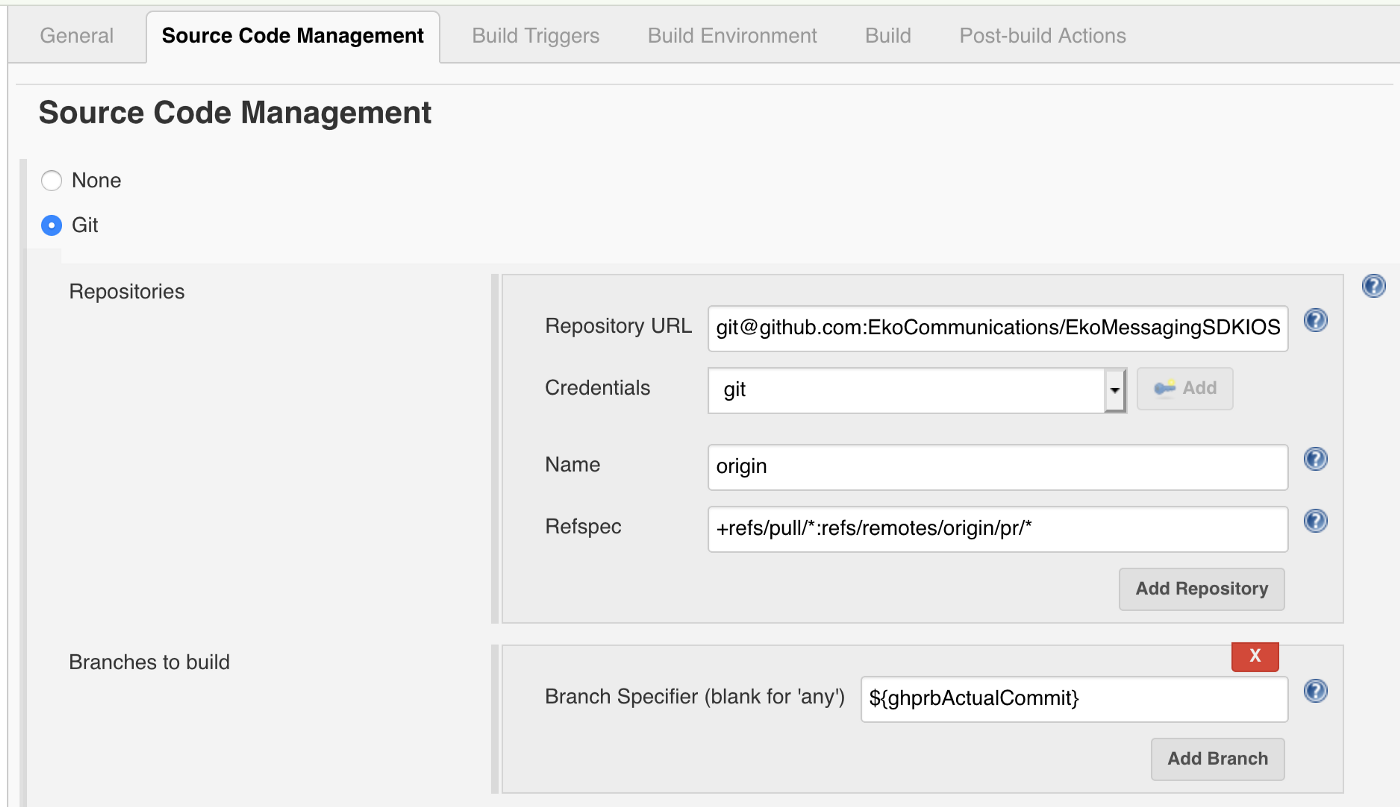 General Source Code Management Build Triggers Build Environment Build Post-build Actions
Source Code Management
None
Git
Repositories
Repository URL git@github.com:EkoCommunications/EkoMessagingSDKIOS
Credentials git Add
Name origin
Refspec +refs/pull/*:refs/remotes/origin/pr/*
Add Repository
Branches to build
X
Branch Specifier (blank for 'any') ${ghprbActualCommit}
Add Branch